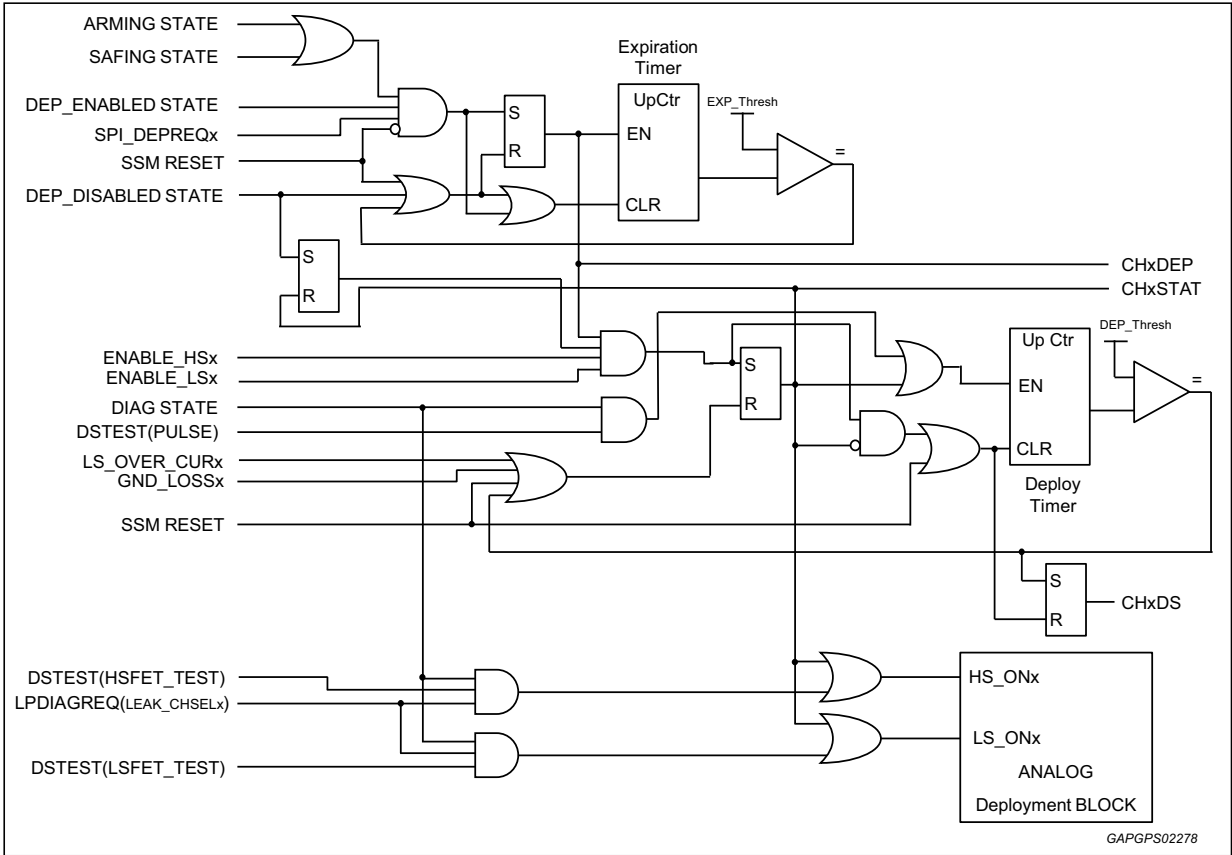 ARMING STATE
SAFING STATE
DEP_ENABLED STATE
SPI_DEPREQx
SSM RESET
DEP_DISABLED STATE
Expiration
Timer
UpCtr
EN
CLR
EXP_Thresh
=
S
R
S
R
CHxDEP
CHxSTAT
ENABLE_HSx
ENABLE_LSx
DIAG STATE
DSTEST(PULSE)
LS_OVER_CURx
GND_LOSSx
SSM RESET
S
R
Up Ctr
EN
CLR
Deploy
Timer
DEP_Thresh
=
S
R
CHxDS
DSTEST(HSFET_TEST)
LPDIAGREQ(LEAK_CHSELx)
DSTEST(LSFET_TEST)
HS_ONx
LS_ONx
ANALOG
Deployment BLOCK
GAPGPS02278